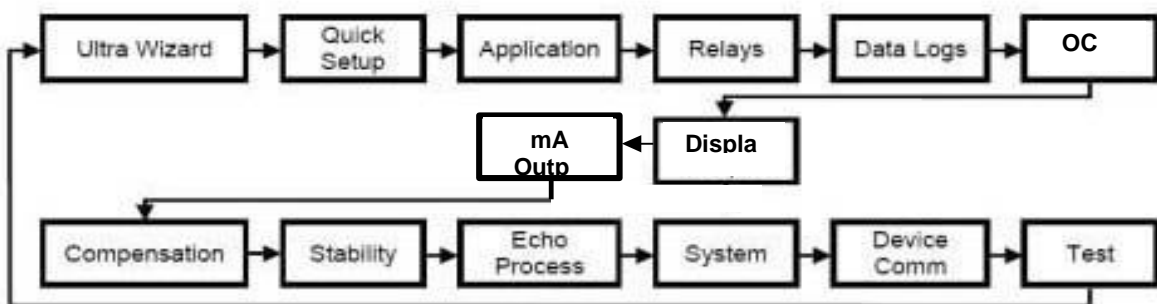 Ultra Wizard
Quick
Setup
Application
Relays
Data Logs
OC
mA
Outp
Displa
Compensation
Stability
Echo
Process
System
Device
Comm
Test